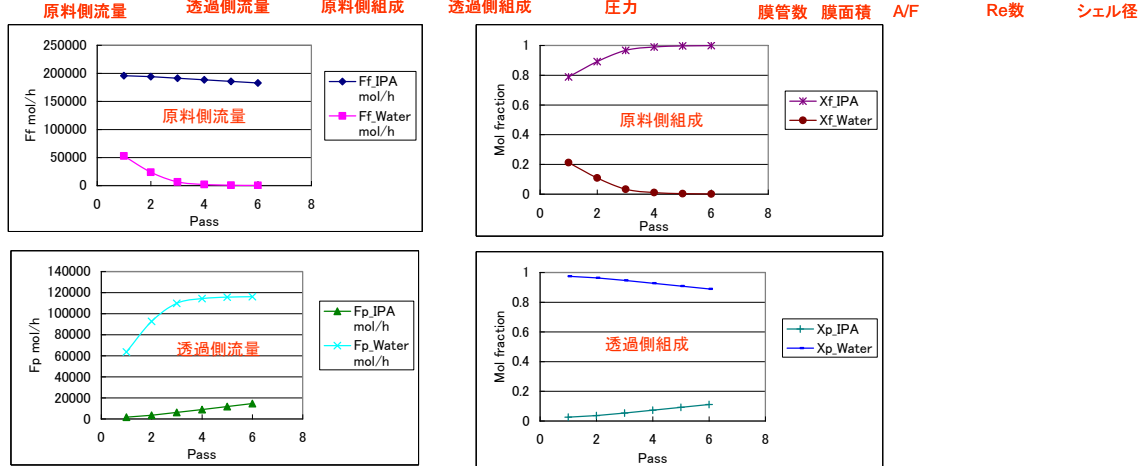 原料側流量 透過側流量 原料側組成 透過側組成 圧力 膜管数 膜面積 A/F Re数 シェル径
250000
200000
150000
100000
50000
0
Ff mol/h
0 2 4 6 8
Pass
原料側流量
Ff_IPA
mol/h
Ff_Water
mol/h
1
0.8
0.6
0.4
0.2
0
Mol fraction
0 2 4 6 8
Pass
原料側組成
Xf_IPA
Xf_Water
140000
120000
100000
80000
60000
40000
20000
0
Fp mol/h
0 2 4 6 8
Pass
透過側流量
Fp_IPA
mol/h
Fp_Water
mol/h
1
0.8
0.6
0.4
0.2
0
Mol fraction
0 2 4 6 8
Pass
透過側組成
Xp_IPA
Xp_Water